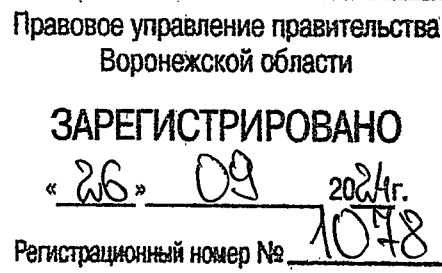 Правовое управление правительства
Воронежской области
ЗАРЕГИСТРИРОВАНО
« 26 » 09 2024г.
Регистрационный номер № 1078